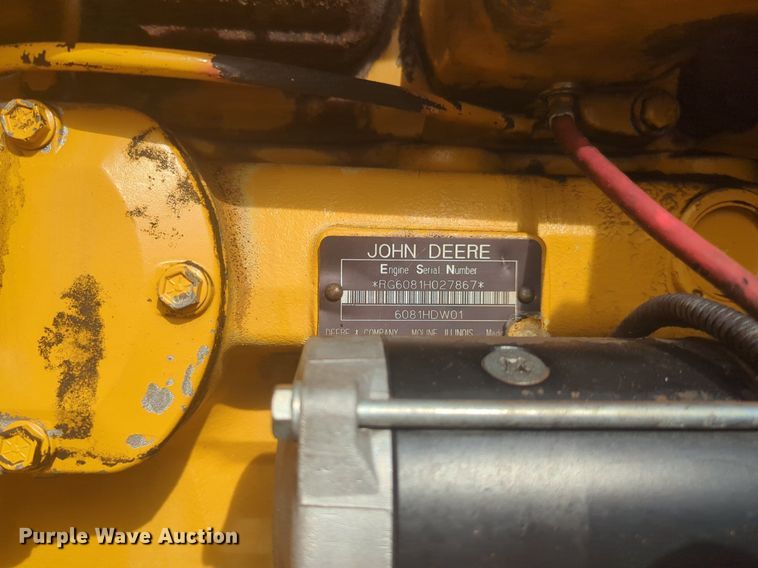 JOHN DEERE
Engine Serial Number
*RG6081H027867*
6081HDW01
DEERE & COMPANY MOLINE ILLINOIS
Purple Wave Auction